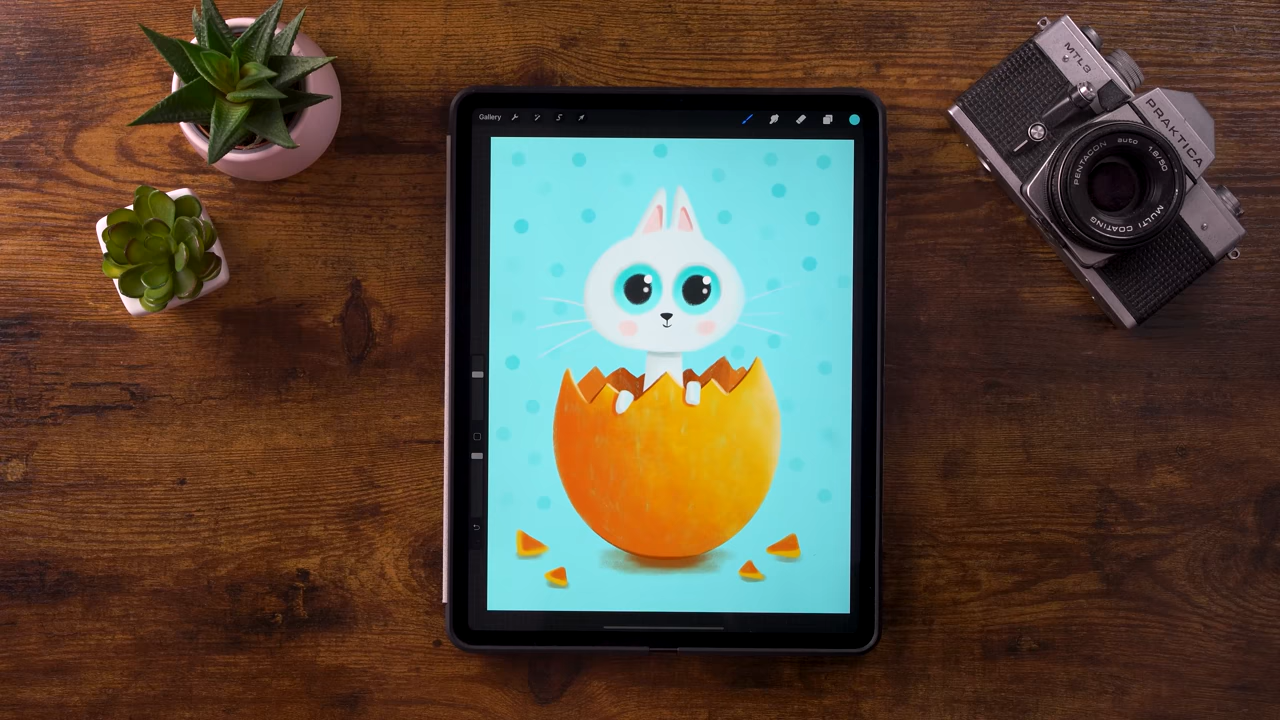 Gallery
MTL3
PRAKTICA
PENTACON auto 1.8/50
MULTI COATING